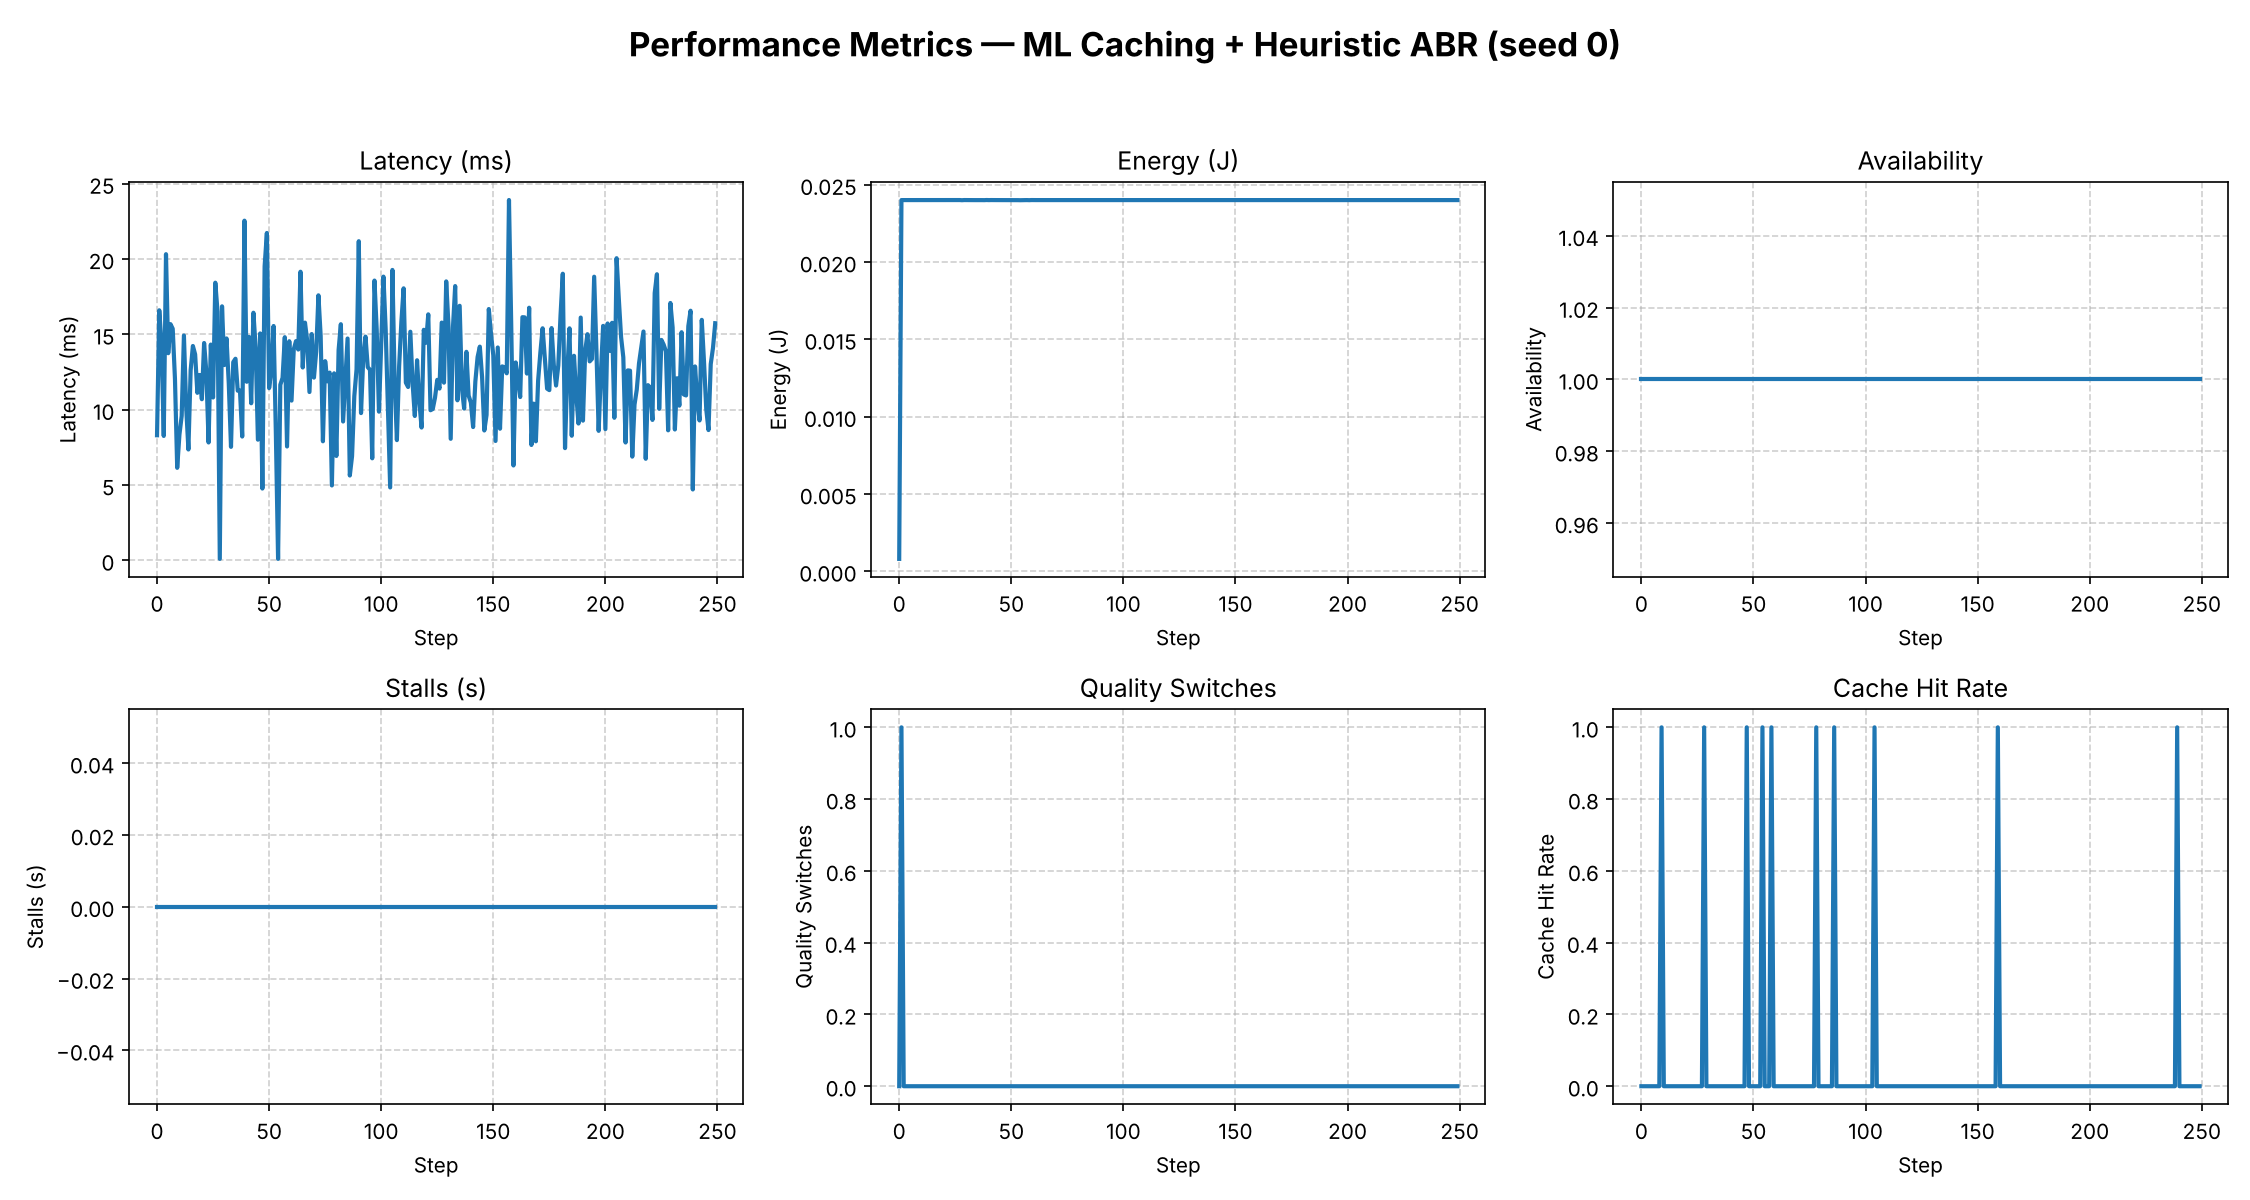 Performance Metrics — ML Caching + Heuristic ABR (seed 0)
Latency (ms)
Latency (ms)
25
20
15
10
5
0
0 50 100 150 200 250
Step
Energy (J)
Energy (J)
0.025
0.020
0.015
0.010
0.005
0.000
0 50 100 150 200 250
Step
Availability
Availability
1.04
1.02
1.00
0.98
0.96
0 50 100 150 200 250
Step
Stalls (s)
Stalls (s)
0.04
0.02
0.00
−0.02
−0.04
0 50 100 150 200 250
Step
Quality Switches
Quality Switches
1.0
0.8
0.6
0.4
0.2
0.0
0 50 100 150 200 250
Step
Cache Hit Rate
Cache Hit Rate
1.0
0.8
0.6
0.4
0.2
0.0
0 50 100 150 200 250
Step